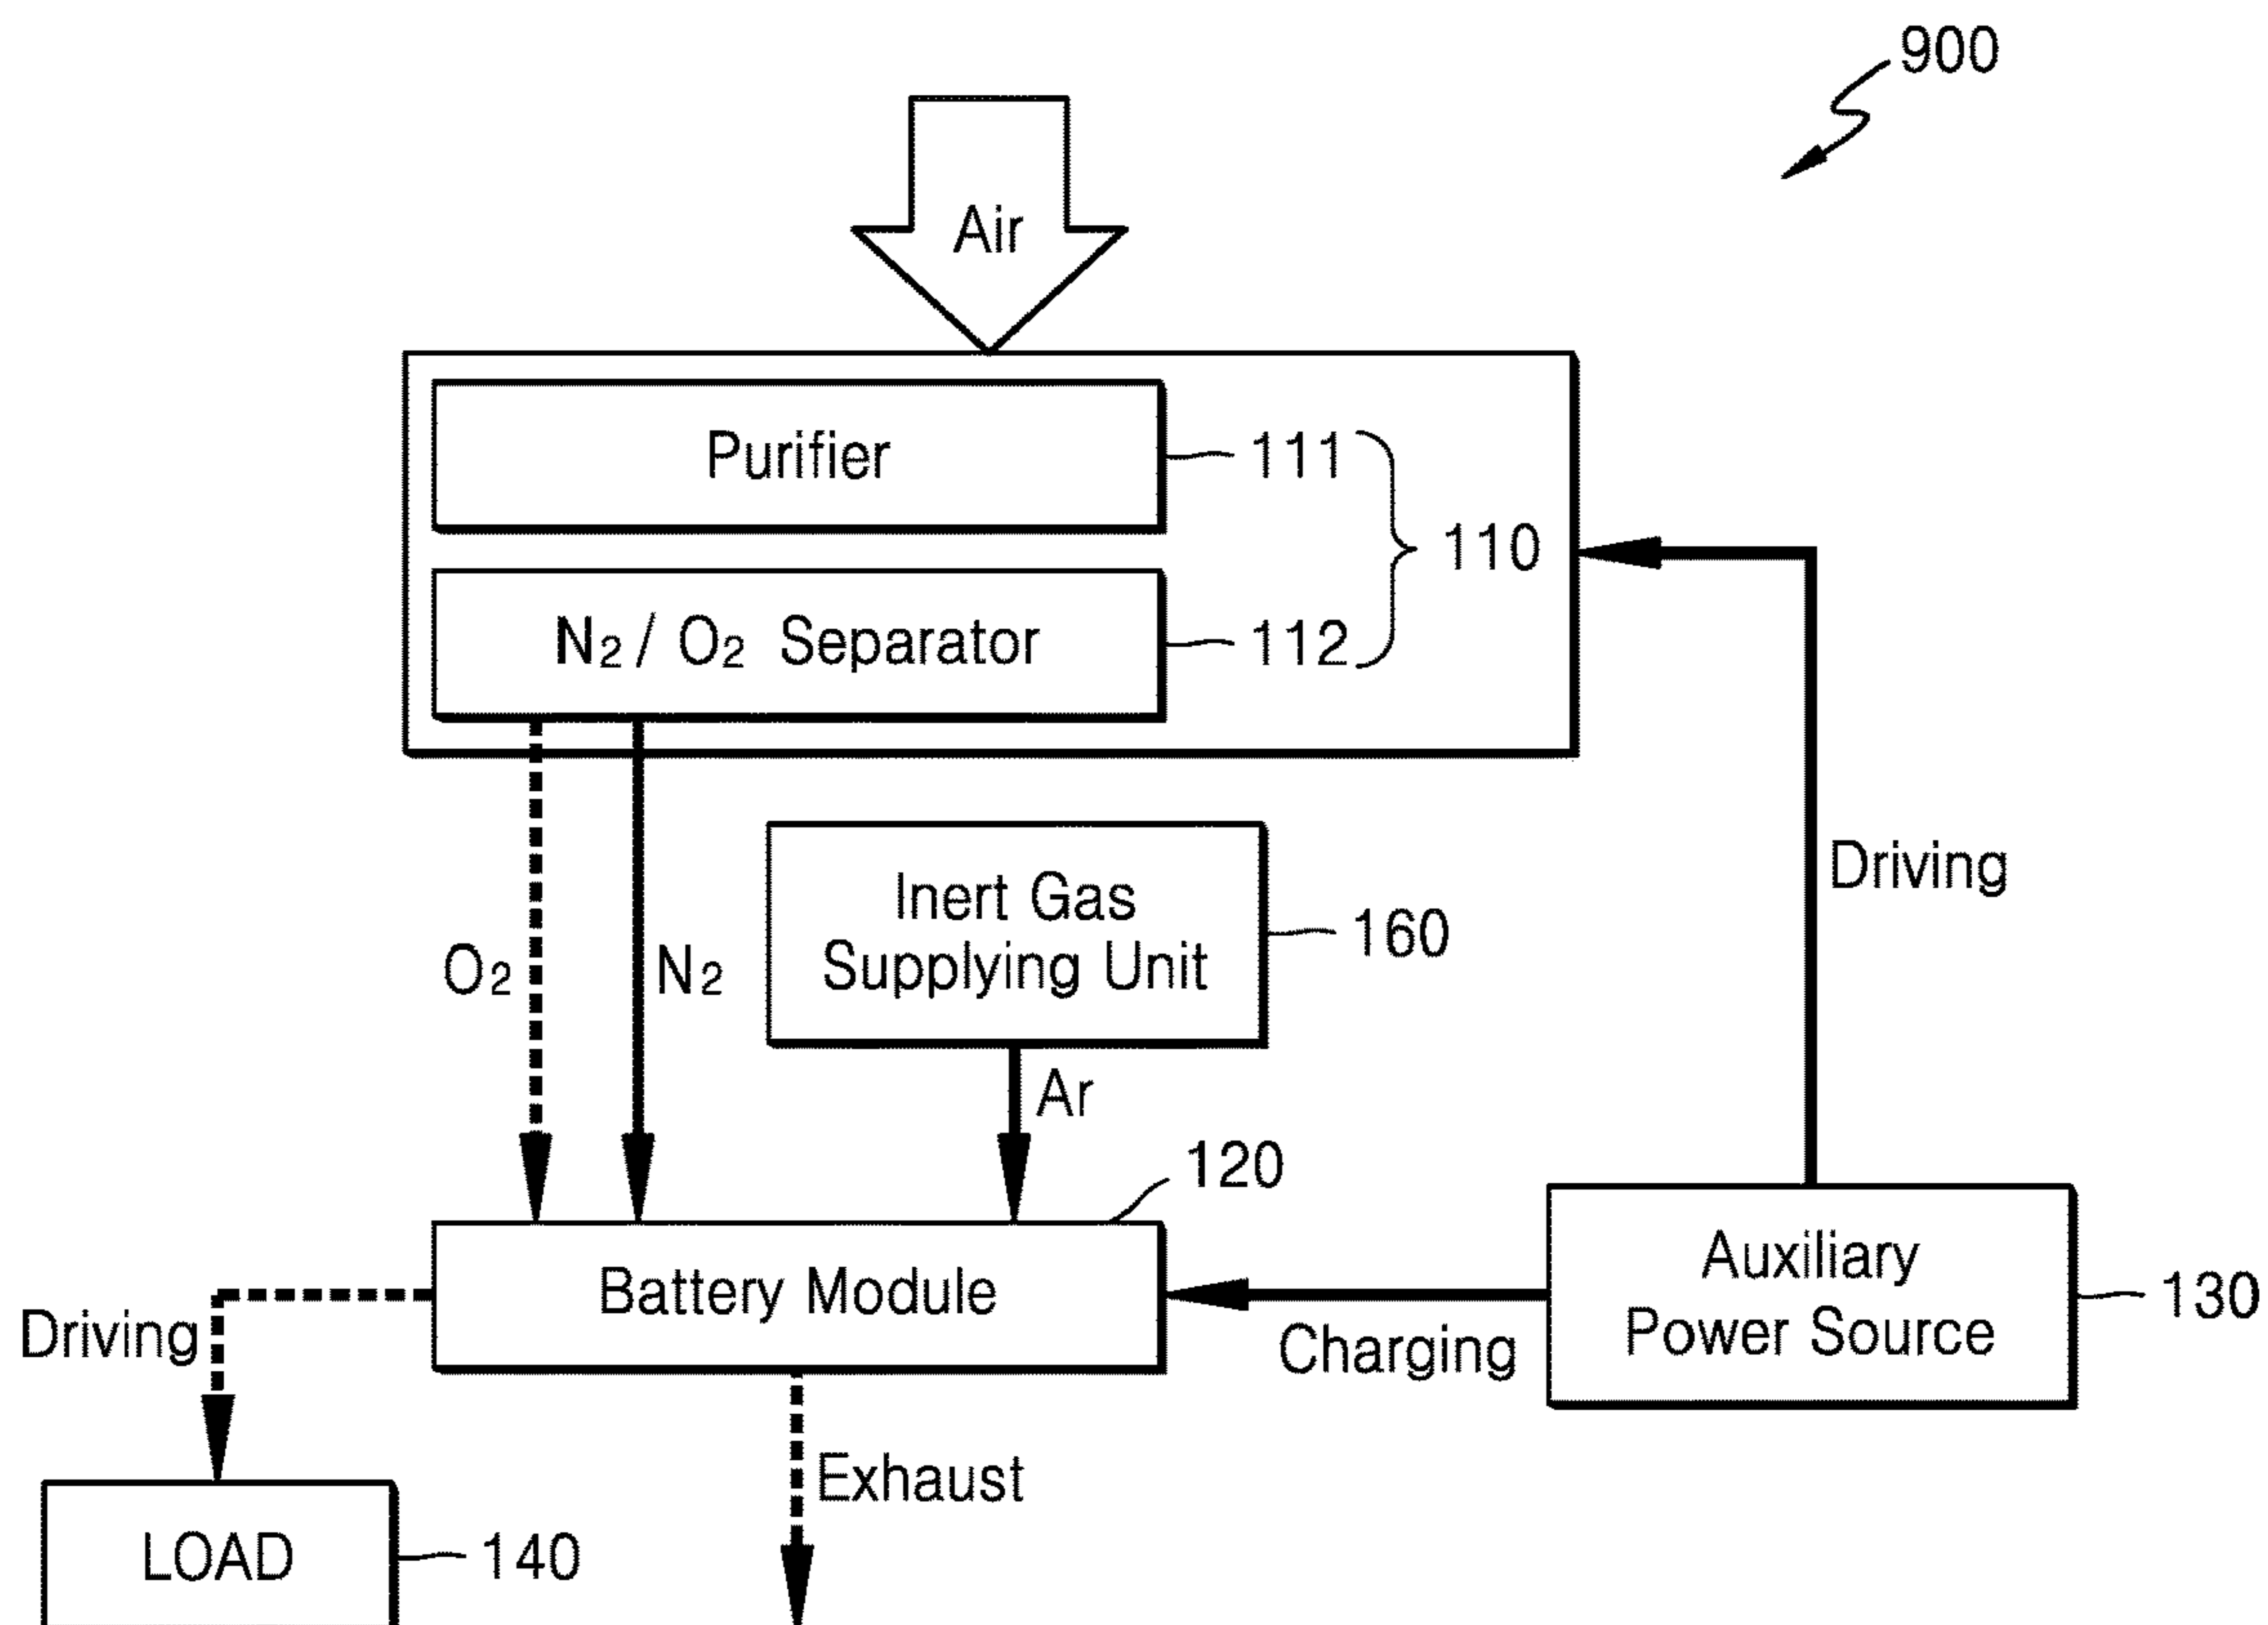 900
Air
Purifier
111
110
N₂ / O₂ Separator
112
Driving
Inert Gas
Supplying Unit
160
O₂
N₂
Ar
120
Battery Module
Auxiliary
Power Source
130
Driving
Charging
Exhaust
LOAD
140